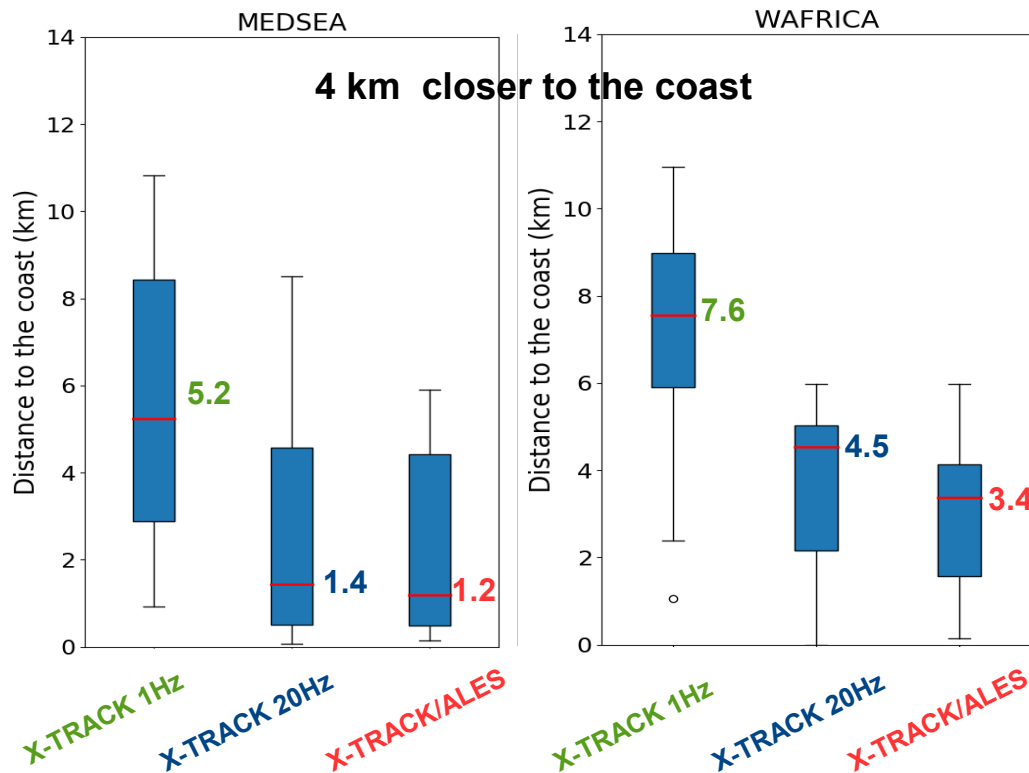 MEDSEA
WAFRICA
4 km closer to the coast
Distance to the coast (km)
14
12
10
8
6
4
2
0
5.2
1.4
1.2
X-TRACK 1Hz
X-TRACK 20Hz
X-TRACK/ALES
Distance to the coast (km)
14
12
10
8
6
4
2
0
7.6
4.5
3.4
X-TRACK 1Hz
X-TRACK 20Hz
X-TRACK/ALES